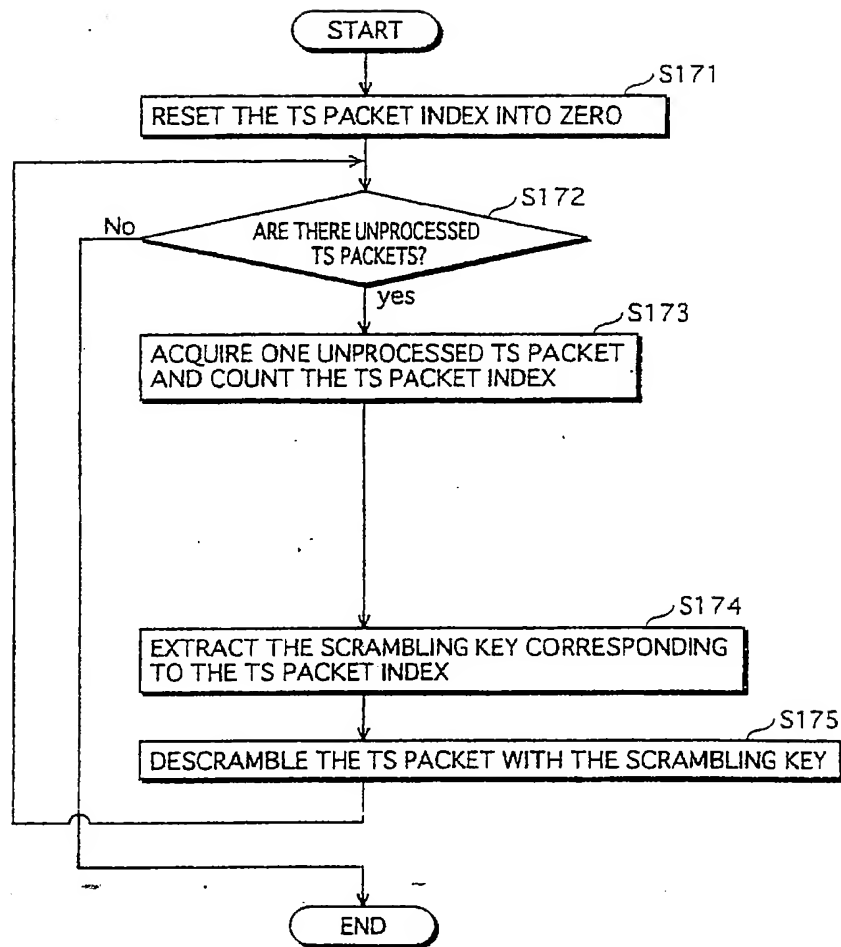 START
S171
RESET THE TS PACKET INDEX INTO ZERO
S172
No
ARE THERE UNPROCESSED
TS PACKETS?
yes
S173
ACQUIRE ONE UNPROCESSED TS PACKET
AND COUNT THE TS PACKET INDEX
S174
EXTRACT THE SCRAMBLING KEY CORRESPONDING
TO THE TS PACKET INDEX
S175
DESCRAMBLE THE TS PACKET WITH THE SCRAMBLING KEY
END